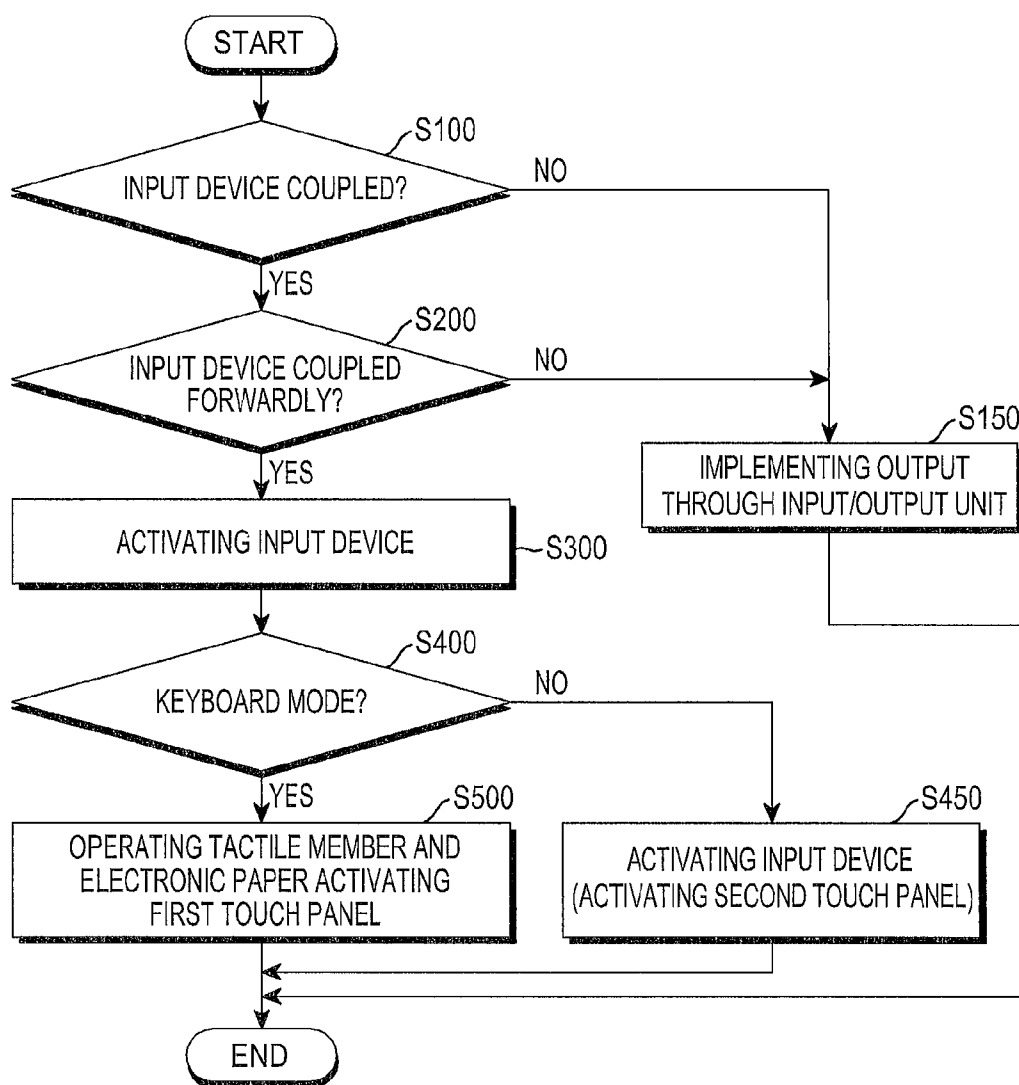 START
S100
INPUT DEVICE COUPLED?
NO
YES
S200
INPUT DEVICE COUPLED
FORWARDLY?
NO
YES
S150
IMPLEMENTING OUTPUT
THROUGH INPUT/OUTPUT UNIT
ACTIVATING INPUT DEVICE
S300
S400
KEYBOARD MODE?
NO
YES
S500
OPERATING TACTILE MEMBER AND
ELECTRONIC PAPER ACTIVATING
FIRST TOUCH PANEL
S450
ACTIVATING INPUT DEVICE
(ACTIVATING SECOND TOUCH PANEL)
END